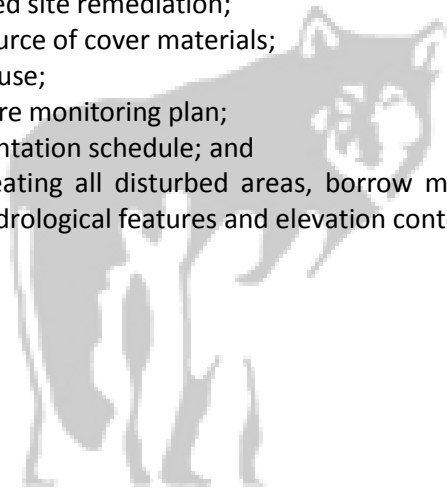 ed site remediation;
urce of cover materials;
use;
re monitoring plan;
ntation schedule; and
eating all disturbed areas, borrow m
drological features and elevation cont